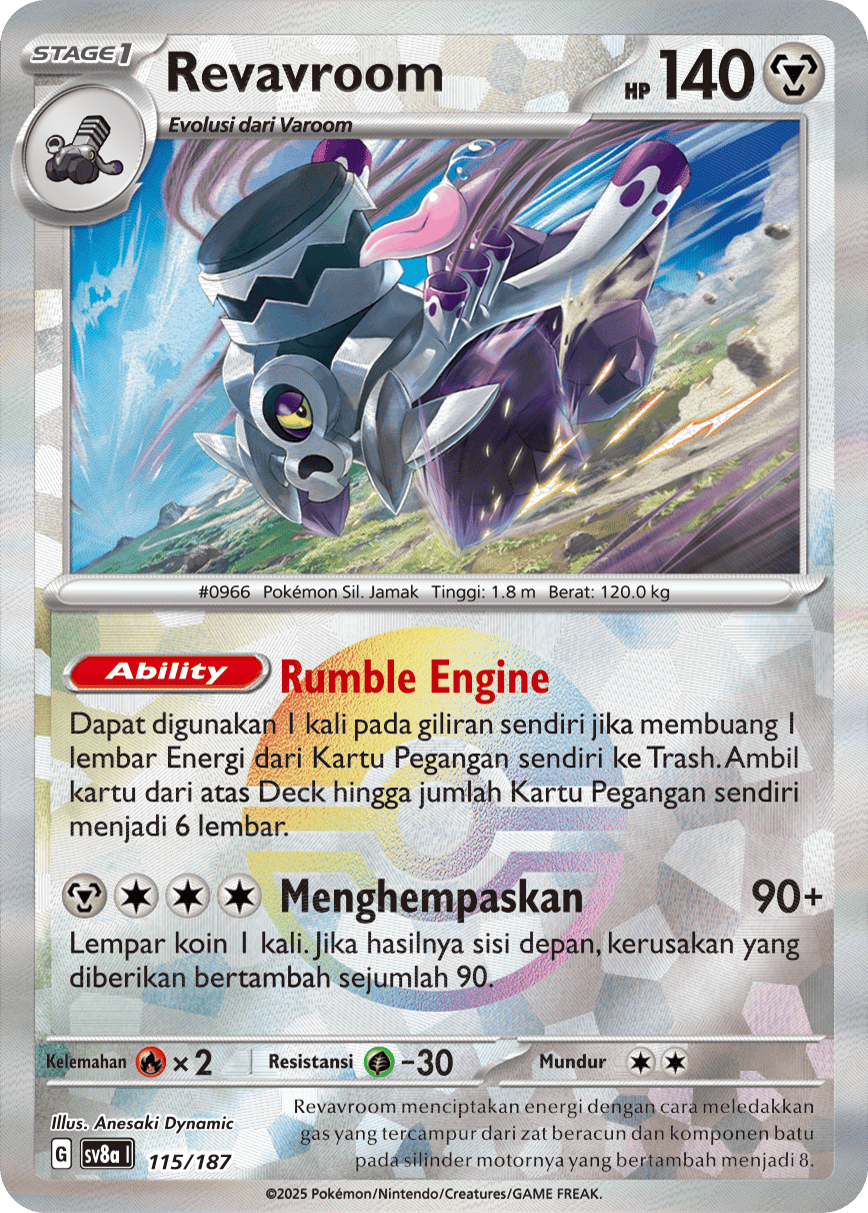 STAGE1
Revavroom
HP 140
Evolusi dari Varoom
#0966 Pokémon Sil. Jamak Tinggi: 1.8 m Berat: 120.0 kg
Ability Rumble Engine
Dapat digunakan 1 kali pada giliran sendiri jika membuang 1
lembar Energi dari Kartu Pegangan sendiri ke Trash. Ambil
kartu dari atas Deck hingga jumlah Kartu Pegangan sendiri
menjadi 6 lembar.
Menghempaskan 90+
Lempar koin 1 kali. Jika hasilnya sisi depan, kerusakan yang
diberikan bertambah sejumlah 90.
Kelemahan ×2 Resistansi -30 Mundur
Illus. Anesaki Dynamic
G sv8a I 115/187
Revavroom menciptakan energi dengan cara meledakkan
gas yang tercampur dari zat beracun dan komponen batu
pada silinder motornya yang bertambah menjadi 8.
©2025 Pokémon/Nintendo/Creatures/GAME FREAK.